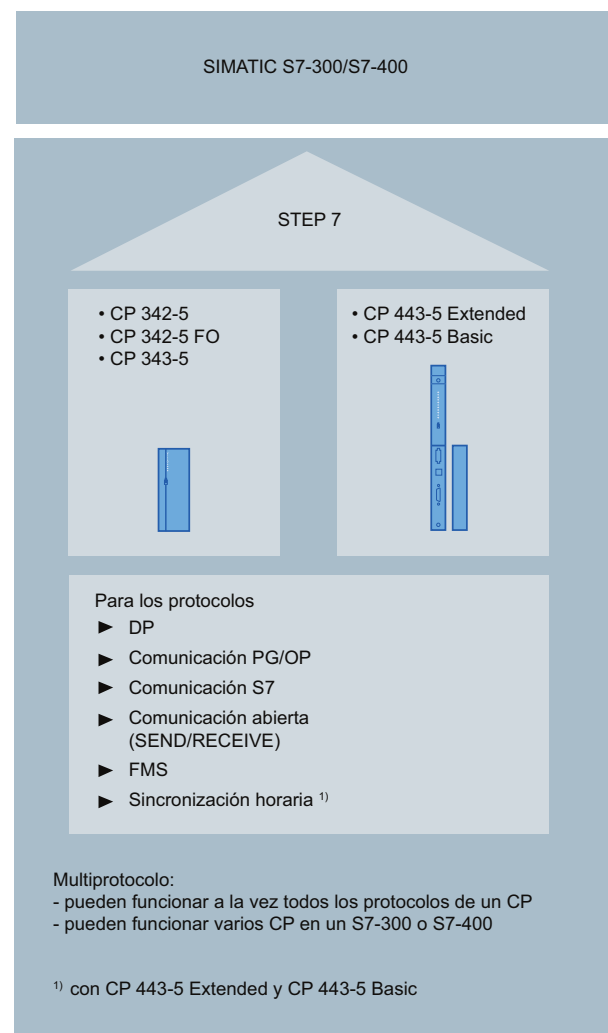 SIMATIC S7-300/S7-400
STEP 7
• CP 342-5
• CP 342-5 FO
• CP 343-5
• CP 443-5 Extended
• CP 443-5 Basic
Para los protocolos
► DP
► Comunicación PG/OP
► Comunicación S7
► Comunicación abierta
(SEND/RECEIVE)
► FMS
► Sincronización horaria 1)
Multiprotocolo:
- pueden funcionar a la vez todos los protocolos de un CP
- pueden funcionar varios CP en un S7-300 o S7-400
1) con CP 443-5 Extended y CP 443-5 Basic